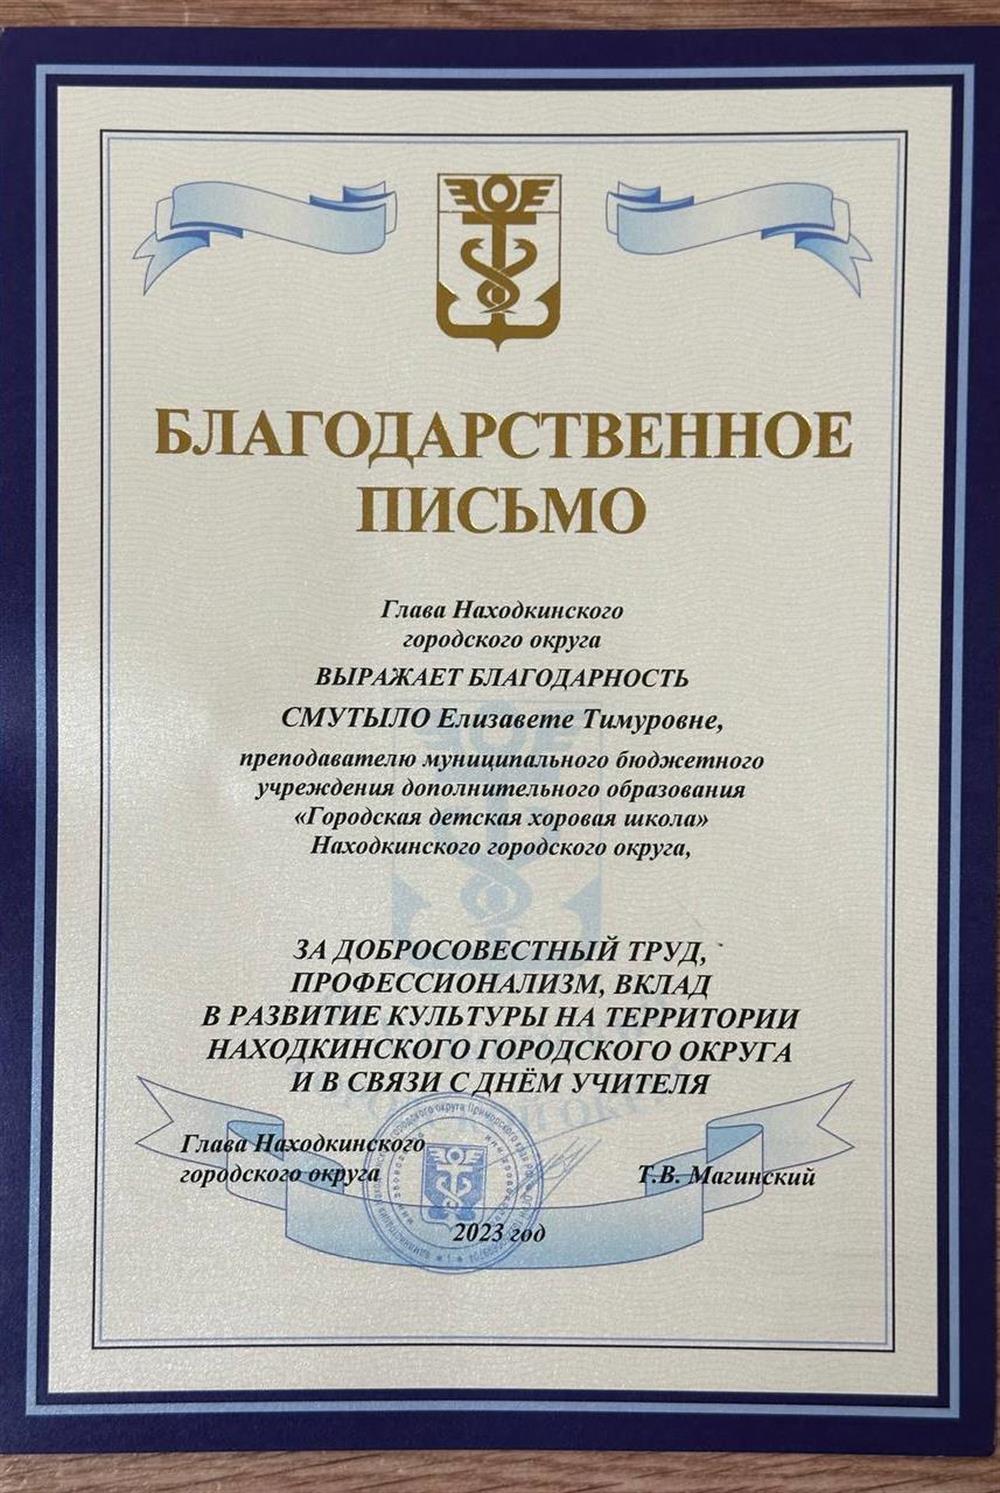 БЛАГОДАРСТВЕННОЕ
ПИСЬМО
Глава Находкинского
городского округа
ВЫРАЖАЕТ БЛАГОДАРНОСТЬ
СМУТЫЛО Елизавете Тимуровне,
преподавателю муниципального бюджетного
учреждения дополнительного образования
«Городская детская хоровая школа»
Находкинского городского округа,
ЗА ДОБРОСОВЕСТНЫЙ ТРУД,
ПРОФЕССИОНАЛИЗМ, ВКЛАД
В РАЗВИТИЕ КУЛЬТУРЫ НА ТЕРРИТОРИИ
НАХОДКИНСКОГО ГОРОДСКОГО ОКРУГА
И В СВЯЗИ С ДНЁМ УЧИТЕЛЯ
Глава Находкинского
городского округа
Т.В. Магинский
2023 год